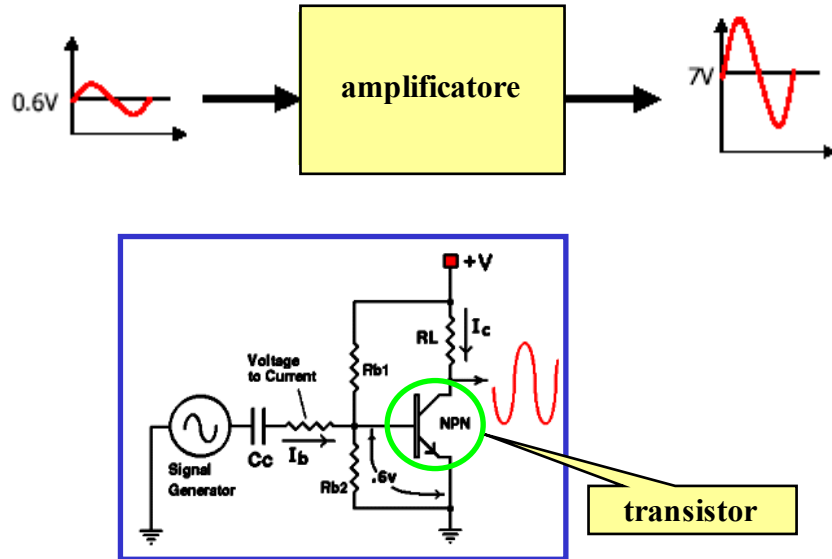 0.6V
amplificatore
7V
+V
RL
Ic
Voltage
to Current
Rb1
NPN
Signal
Generator
Cc
Ib
Rb2
.6v
transistor